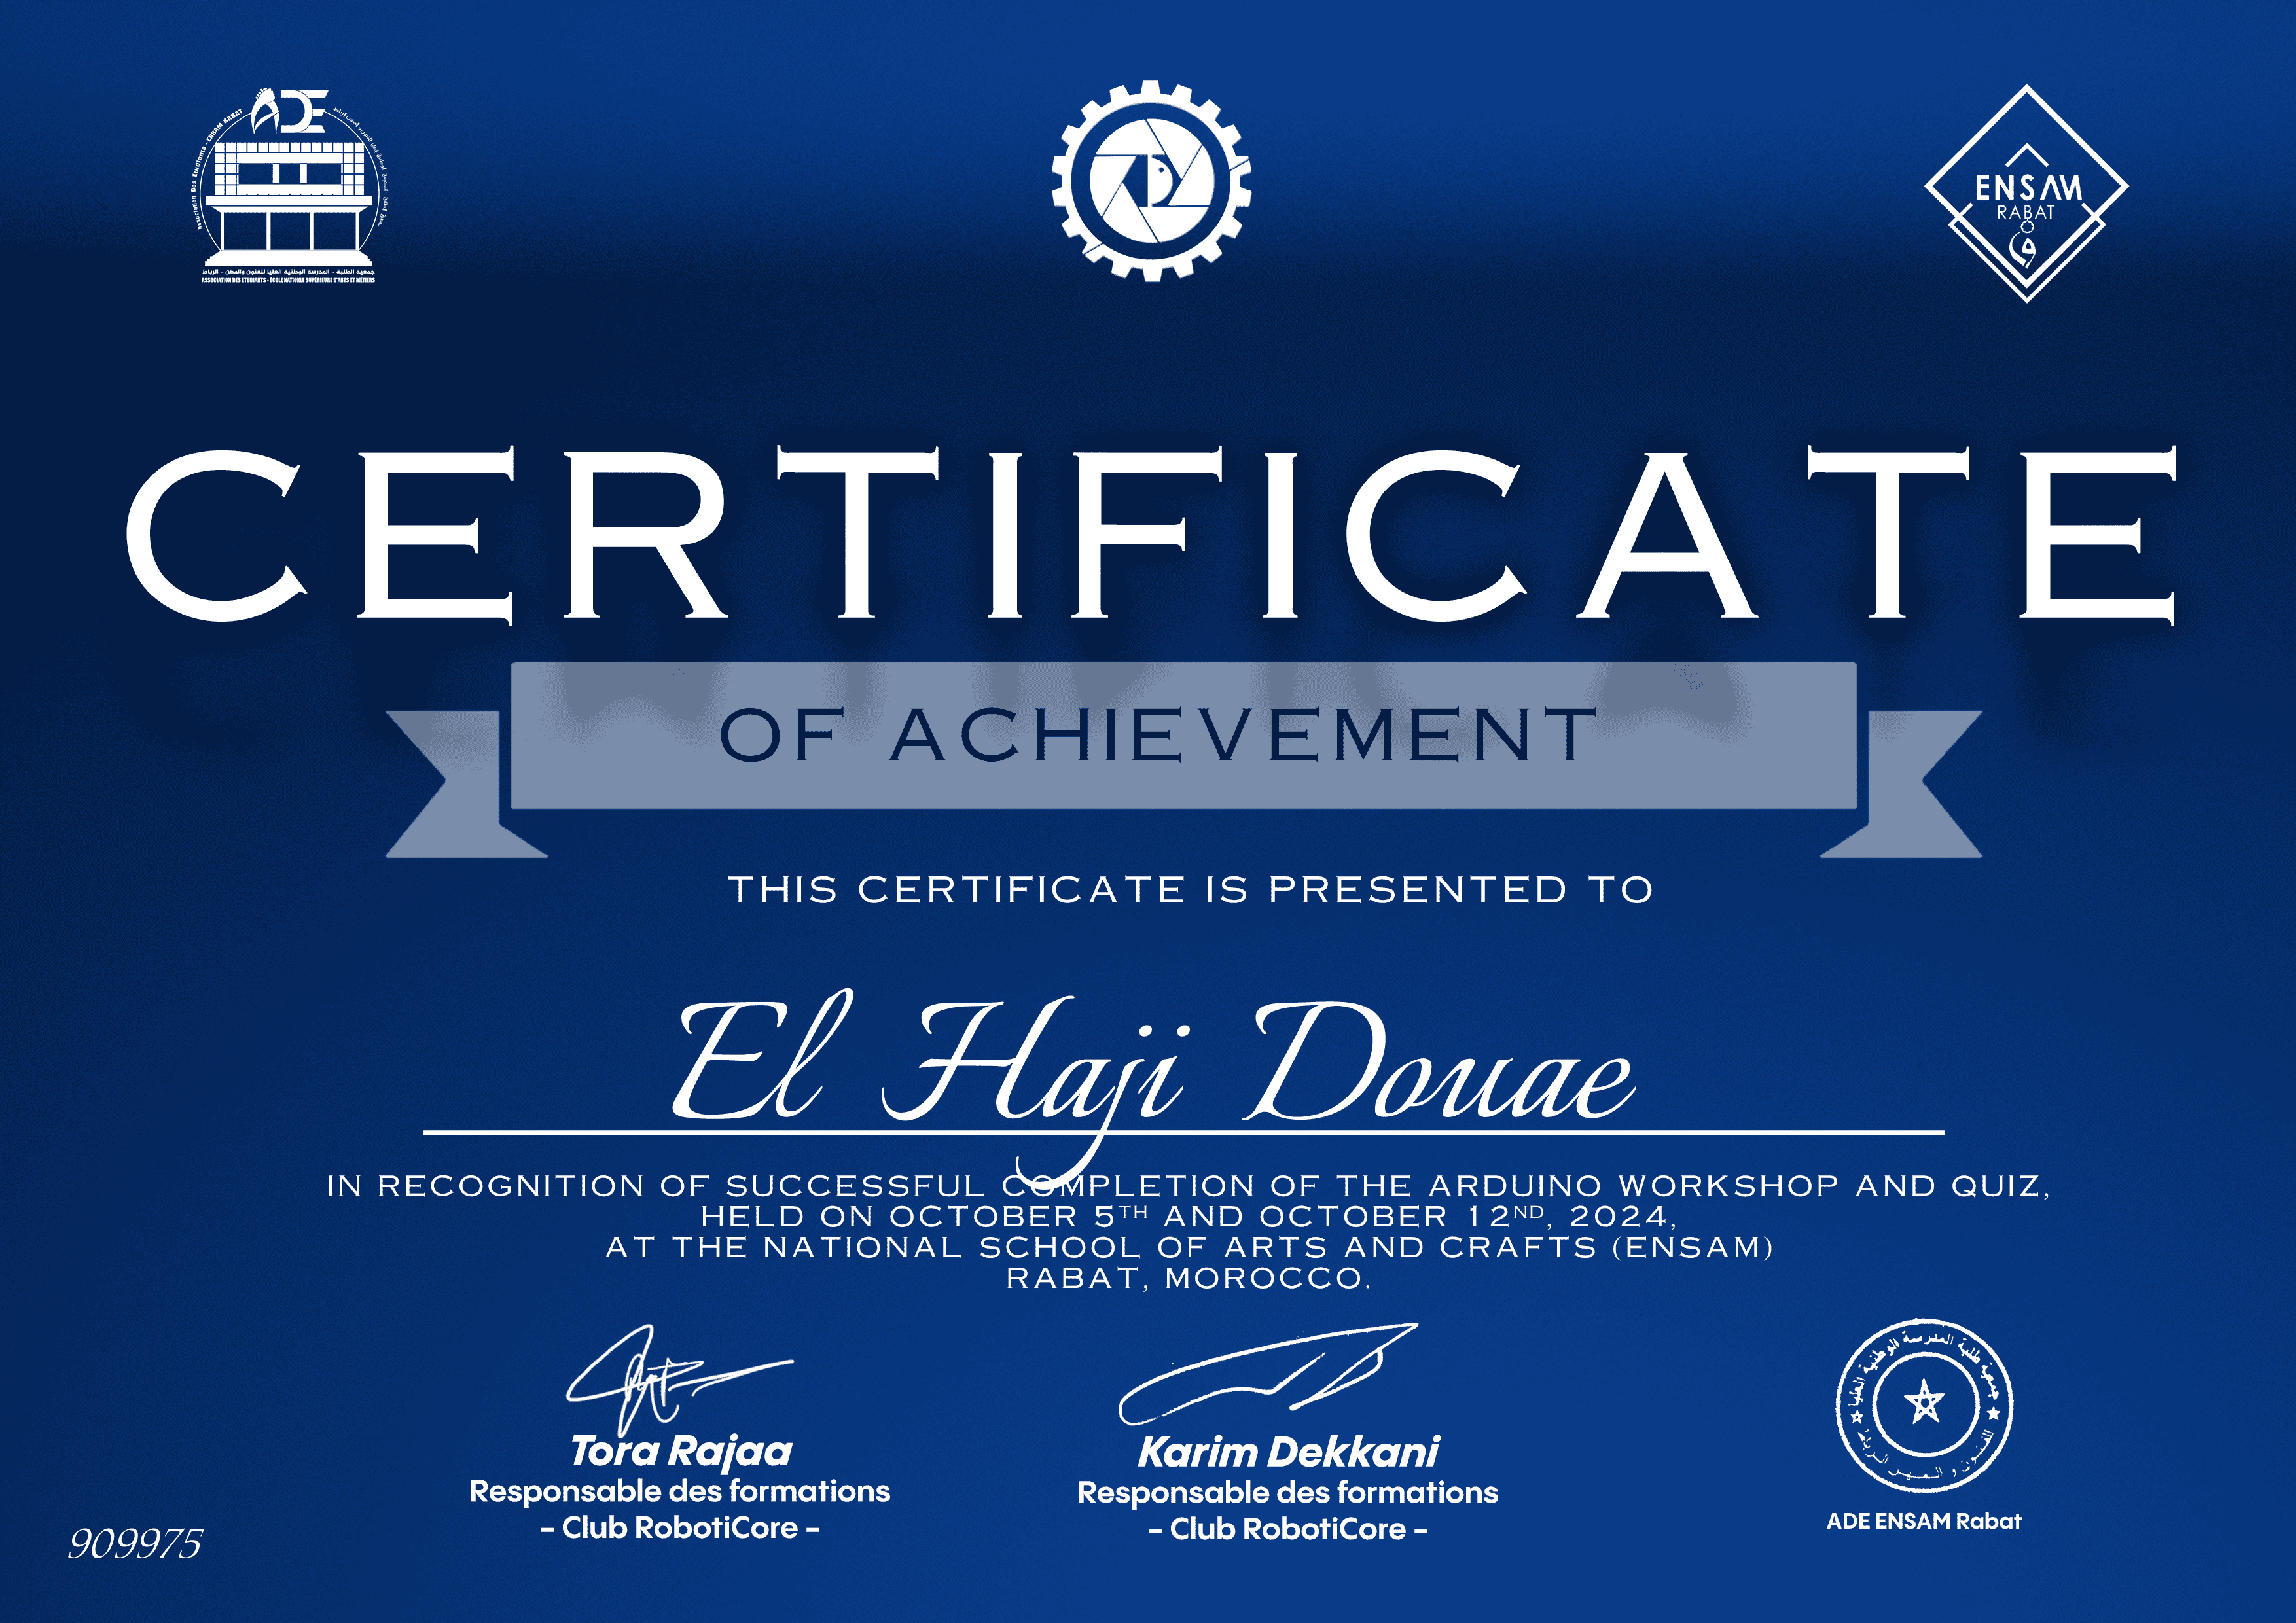 ADE
Association Des Etudiants - ENSAM RABAT
جمعية الطلبة - المدرسة الوطنية العليا للفنون والمهن - الرباط
ASSOCIATION DES ETUDIANTS - ÉCOLE NATIONALE SUPÉRIEURE D'ARTS ET MÉTIERS
ENSAM
RABAT
CERTIFICATE
OF ACHIEVEMENT
THIS CERTIFICATE IS PRESENTED TO
El Haji Douae
IN RECOGNITION OF SUCCESSFUL COMPLETION OF THE ARDUINO WORKSHOP AND QUIZ,
HELD ON OCTOBER 5TH AND OCTOBER 12ND, 2024,
AT THE NATIONAL SCHOOL OF ARTS AND CRAFTS (ENSAM)
RABAT, MOROCCO.
Tora Rajaa
Responsable des formations
- Club RobotiCore -
Karim Dekkani
Responsable des formations
- Club RobotiCore -
جمعية طلبة المدرسة الوطنية العليا
للفنون و المهن الرباط
ADE ENSAM Rabat
909975